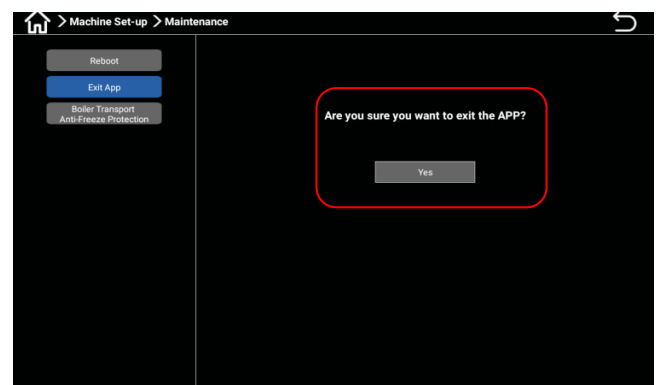 > Machine Set-up > Maintenance
Reboot
Exit App
Boiler Transport
Anti-Freeze Protection
Are you sure you want to exit the APP?
Yes